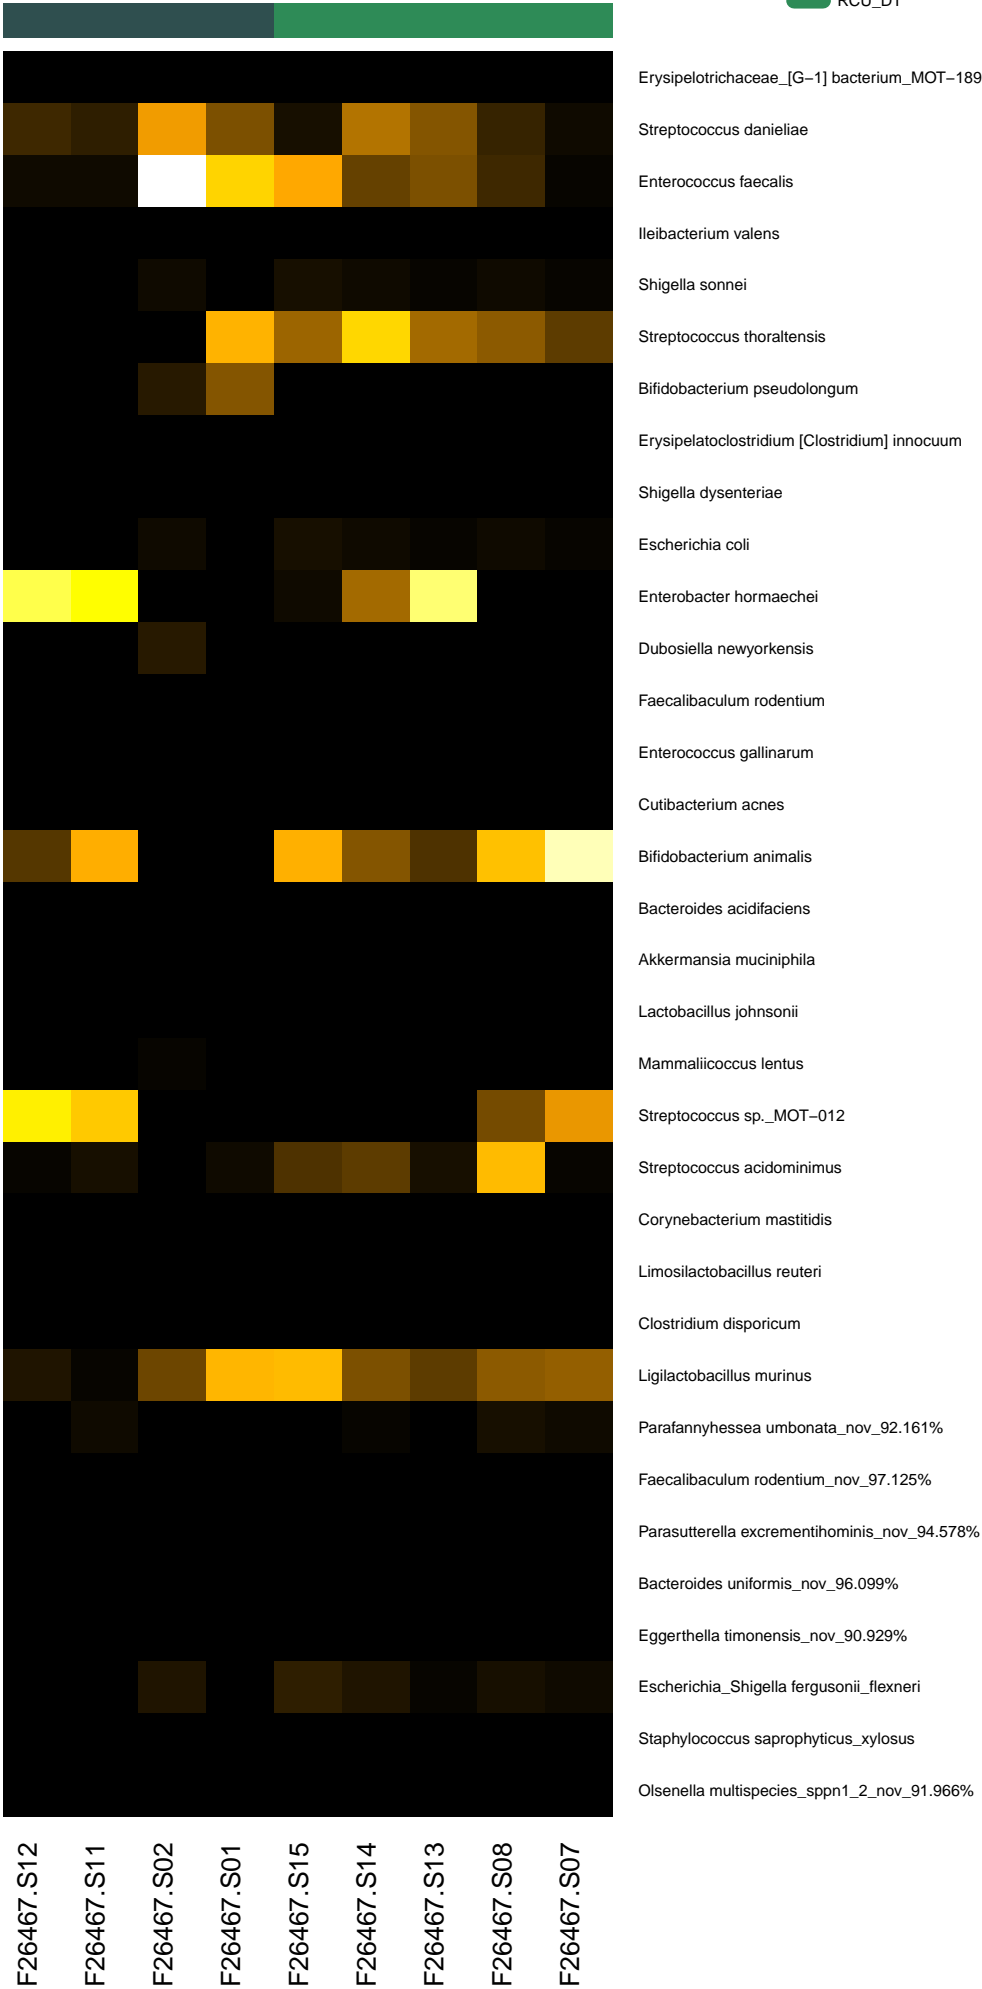 RCU_DT
Erysipelotrichaceae_[G−1] bacterium_MOT−189
Streptococcus danieliae
Enterococcus faecalis
Ileibacterium valens
Shigella sonnei
Streptococcus thoraltensis
Bifidobacterium pseudolongum
Erysipelatoclostridium [Clostridium] innocuum
Shigella dysenteriae
Escherichia coli
Enterobacter hormaechei
Dubosiella newyorkensis
Faecalibaculum rodentium
Enterococcus gallinarum
Cutibacterium acnes
Bifidobacterium animalis
Bacteroides acidifaciens
Akkermansia muciniphila
Lactobacillus johnsonii
Mammaliicoccus lentus
Streptococcus sp._MOT−012
Streptococcus acidominimus
Corynebacterium mastitidis
Limosilactobacillus reuteri
Clostridium disporicum
Ligilactobacillus murinus
Parafannyhessea umbonata_nov_92.161%
Faecalibaculum rodentium_nov_97.125%
Parasutterella excrementihominis_nov_94.578%
Bacteroides uniformis_nov_96.099%
Eggerthella timonensis_nov_90.929%
Escherichia_Shigella fergusonii_flexneri
Staphylococcus saprophyticus_xylosus
Olsenella multispecies_sppn1_2_nov_91.966%
F26467.S12
F26467.S11
F26467.S02
F26467.S01
F26467.S15
F26467.S14
F26467.S13
F26467.S08
F26467.S07